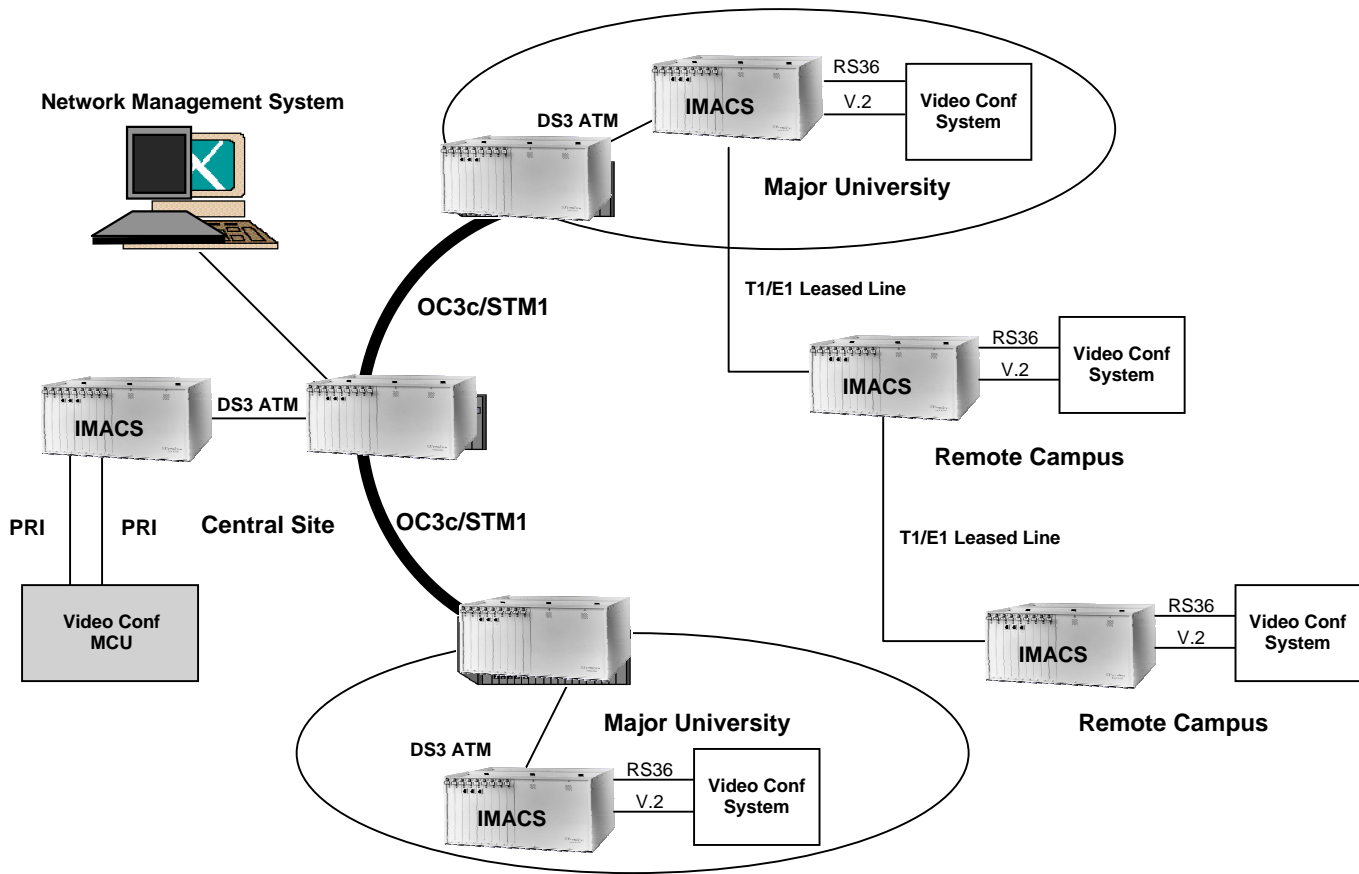 Network Management System
DS3 ATM
IMACS
RS36
V.2
Video Conf
System
Major University
OC3c/STM1
T1/E1 Leased Line
IMACS
RS36
V.2
Video Conf
System
Remote Campus
IMACS
DS3 ATM
Central Site
PRI
PRI
Video Conf
MCU
OC3c/STM1
T1/E1 Leased Line
IMACS
RS36
V.2
Video Conf
System
Remote Campus
Major University
DS3 ATM
IMACS
RS36
V.2
Video Conf
System